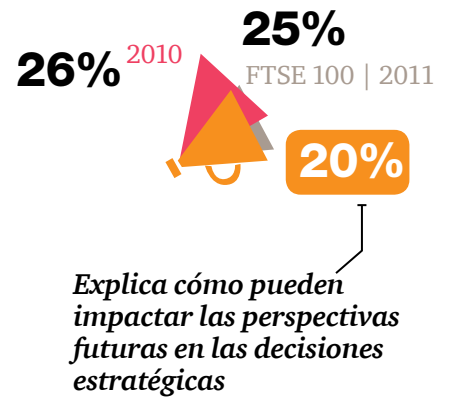 25%
26% 2010
FTSE 100 | 2011
20%
Explica cómo pueden
impactar las perspectivas
futuras en las decisiones
estratégicas